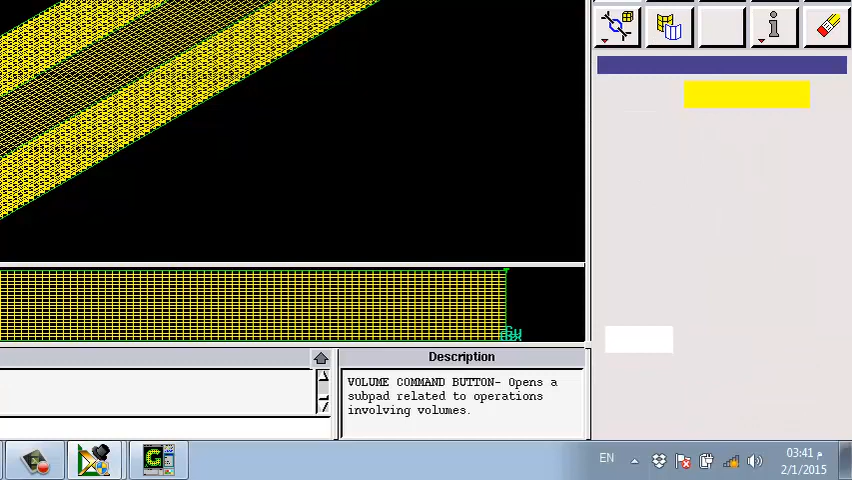 Description
VOLUME COMMAND BUTTON- Opens a
subpad related to operations
involving volumes.
EN
03:41 م
2/1/2015